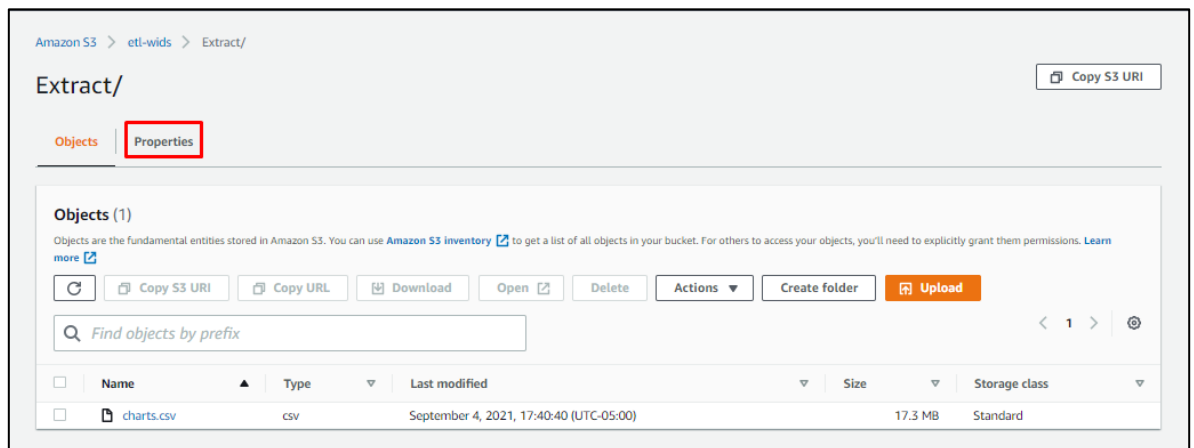 Amazon S3 > etl-wids > Extract/
Extract/
Copy S3 URI
Objects
Properties
Objects (1)
Objects are the fundamental entities stored in Amazon S3. You can use Amazon S3 inventory to get a list of all objects in your bucket. For others to access your objects, you'll need to explicitly grant them permissions. Learn
more
Copy S3 URI
Copy URL
Download
Open
Delete
Actions
Create folder
Upload
Find objects by prefix
< 1 >
Name Type Last modified Size Storage class
charts.csv csv September 4, 2021, 17:40:40 (UTC-05:00) 17.3 MB Standard